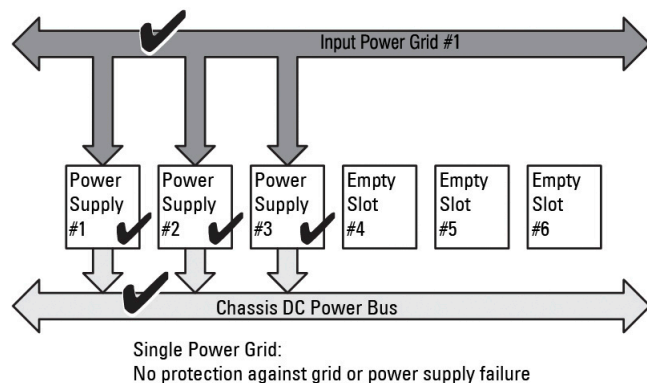 Input Power Grid #1
Power
Supply
#1
Power
Supply
#2
Power
Supply
#3
Empty
Slot
#4
Empty
Slot
#5
Empty
Slot
#6
Chassis DC Power Bus
Single Power Grid:
No protection against grid or power supply failure